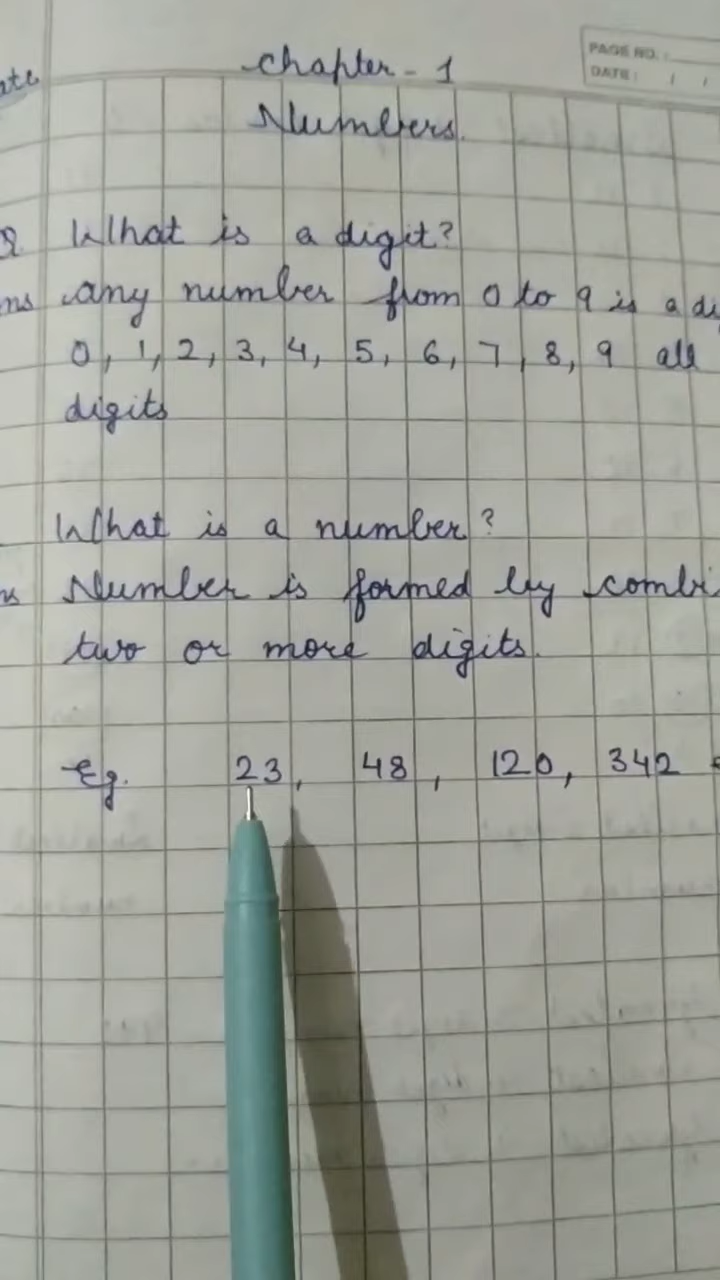 Chapter - 1
PAGE NO. :
DATE : / /
Numbers.
What is a digit?
any number from 0 to 9 is a
0, 1, 2, 3, 4, 5, 6, 7, 8, 9 all
digits
What is a number?
Number is formed by
two or more digits.
Eg. 23, 48, 120, 342